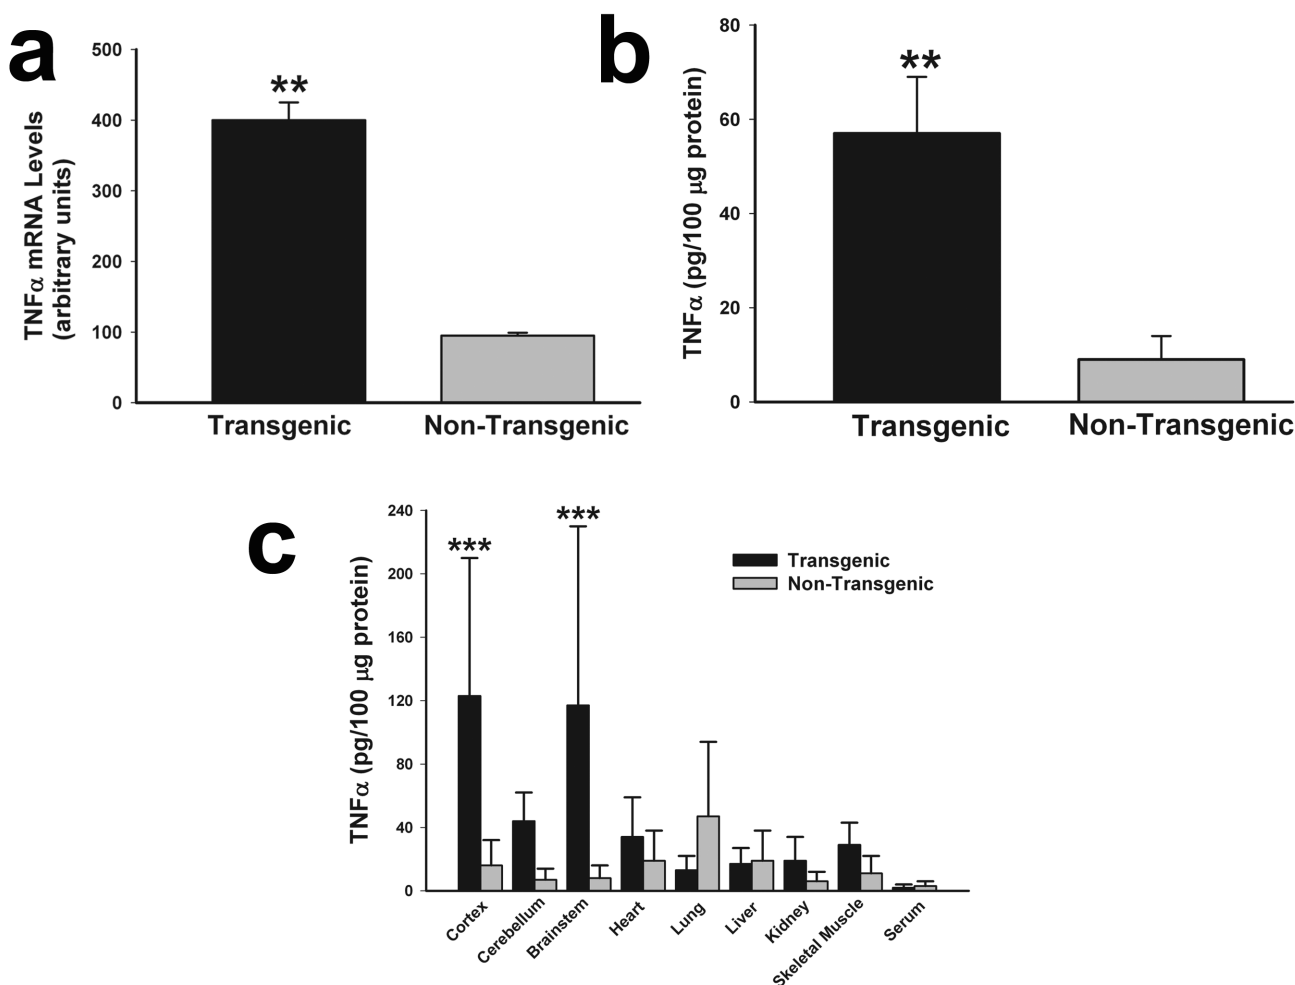 a
500
400
300
200
100
0
TNFα mRNA Levels
(arbitrary units)
**
Transgenic
Non-Transgenic
b
80
60
40
20
0
TNFα (pg/100 μg protein)
**
Transgenic
Non-Transgenic
c
240
200
160
120
80
40
0
TNFα (pg/100 μg protein)
***
***
Transgenic
Non-Transgenic
Cortex
Cerebellum
Brainstem
Heart
Lung
Liver
Kidney
Skeletal Muscle
Serum